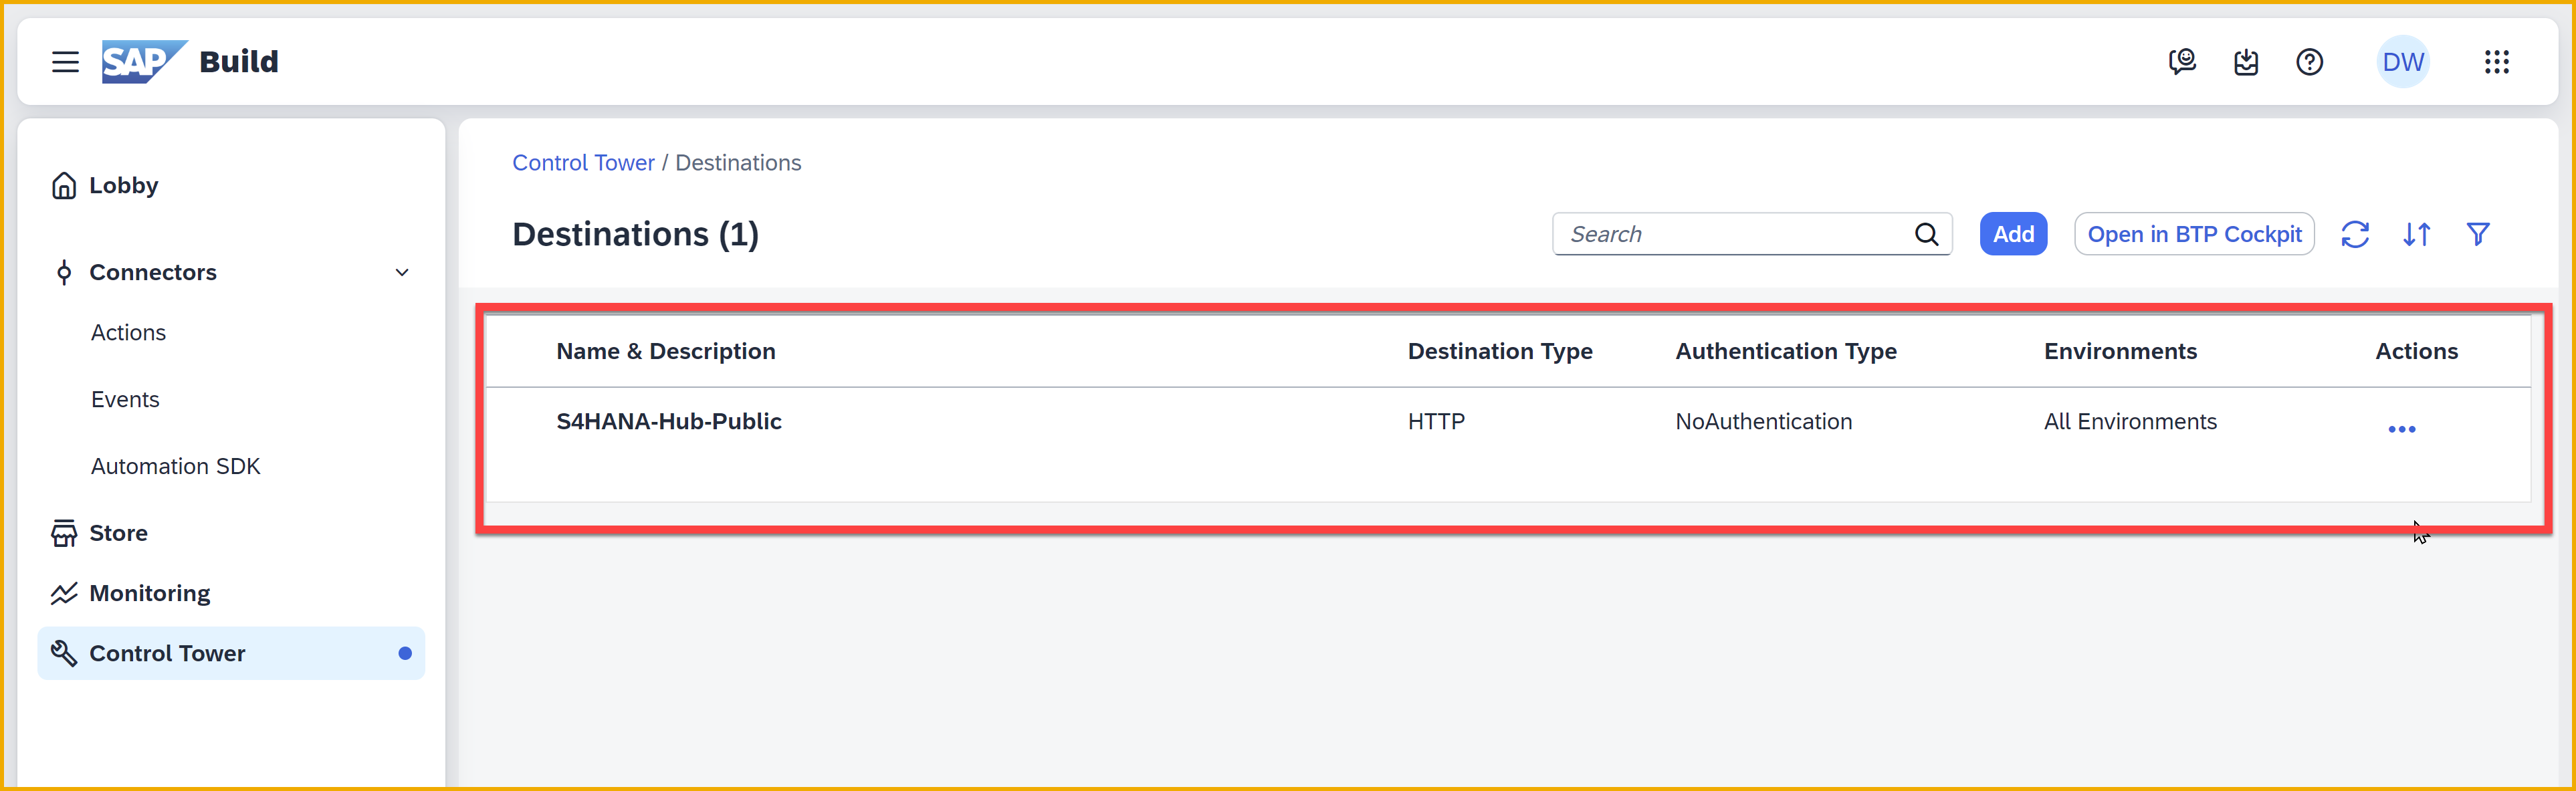 SAP Build
DW
Lobby
Connectors
Actions
Events
Automation SDK
Store
Monitoring
Control Tower
Control Tower / Destinations
Destinations (1)
Search
Add
Open in BTP Cockpit
Name & Description Destination Type Authentication Type Environments Actions
S4HANA-Hub-Public HTTP NoAuthentication All Environments